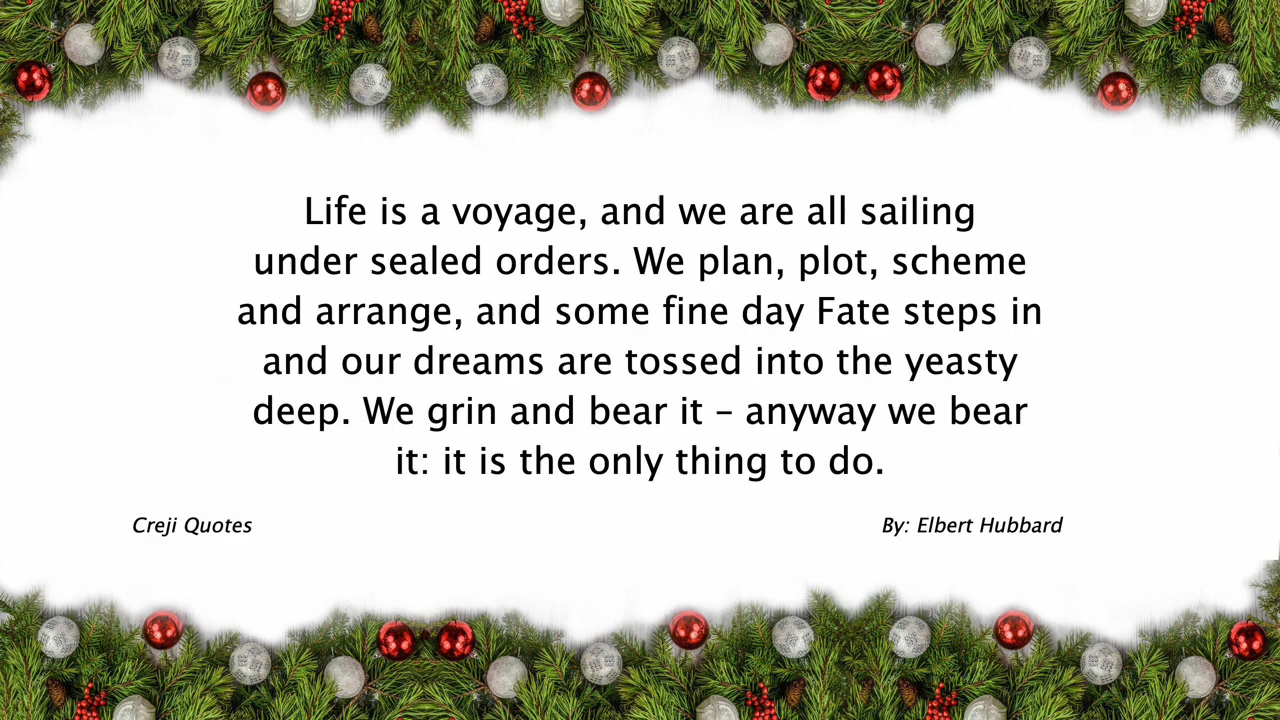 Life is a voyage, and we are all sailing
under sealed orders. We plan, plot, scheme
and arrange, and some fine day Fate steps in
and our dreams are tossed into the yeasty
deep. We grin and bear it – anyway we bear
it: it is the only thing to do.
Creji Quotes
By: Elbert Hubbard